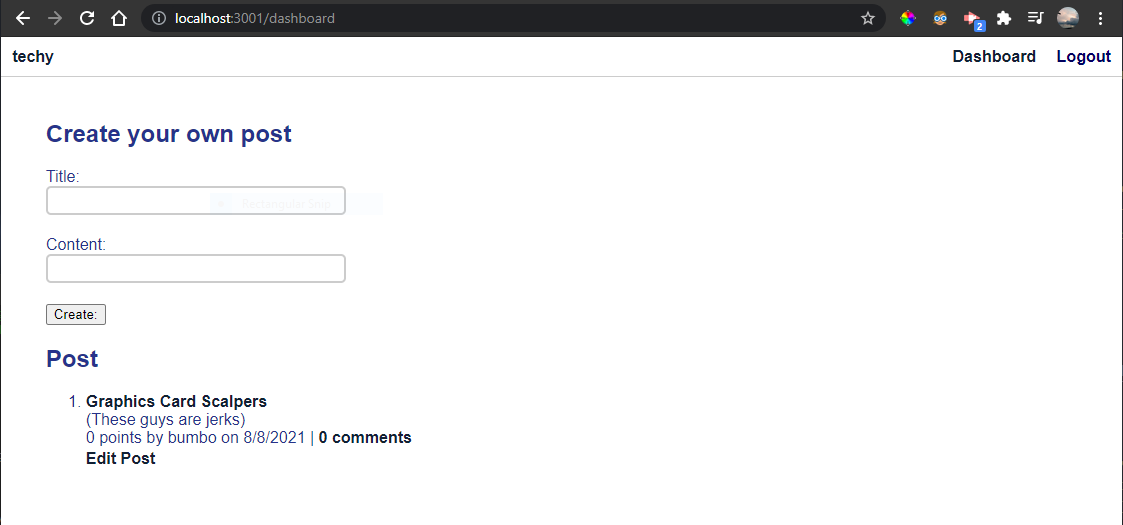 localhost:3001/dashboard
2
techy
Dashboard Logout
Create your own post
Title:
Rectangular Snip
Content:
Create:
Post
1. Graphics Card Scalpers
(These guys are jerks)
0 points by bumbo on 8/8/2021 | 0 comments
Edit Post